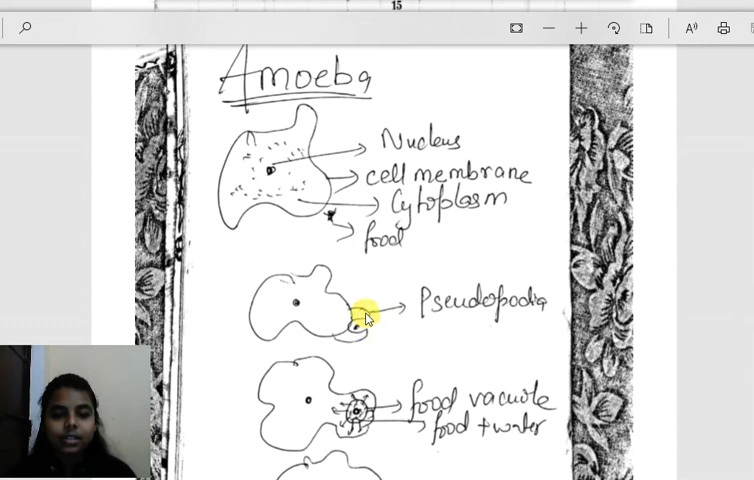 15
A
Amoeba
Nucleus
cell membrane
Cytoplasm
food
Pseudopodia
food vacuole
food + water